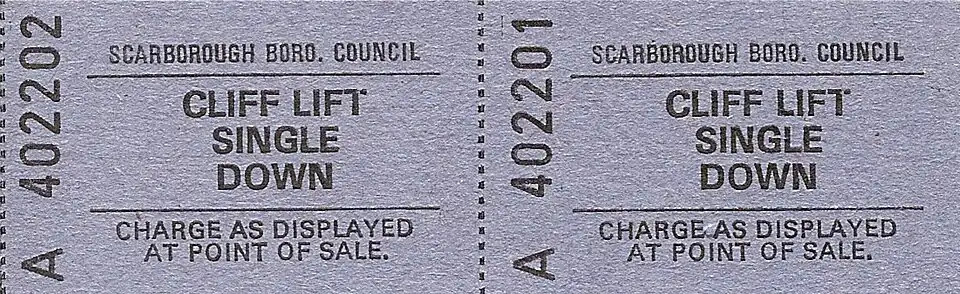 A 402202
SCARBOROUGH BORO. COUNCIL
CLIFF LIFT
SINGLE
DOWN
CHARGE AS DISPLAYED
AT POINT OF SALE.
A 402201
SCARBOROUGH BORO. COUNCIL
CLIFF LIFT
SINGLE
DOWN
CHARGE AS DISPLAYED
AT POINT OF SALE.